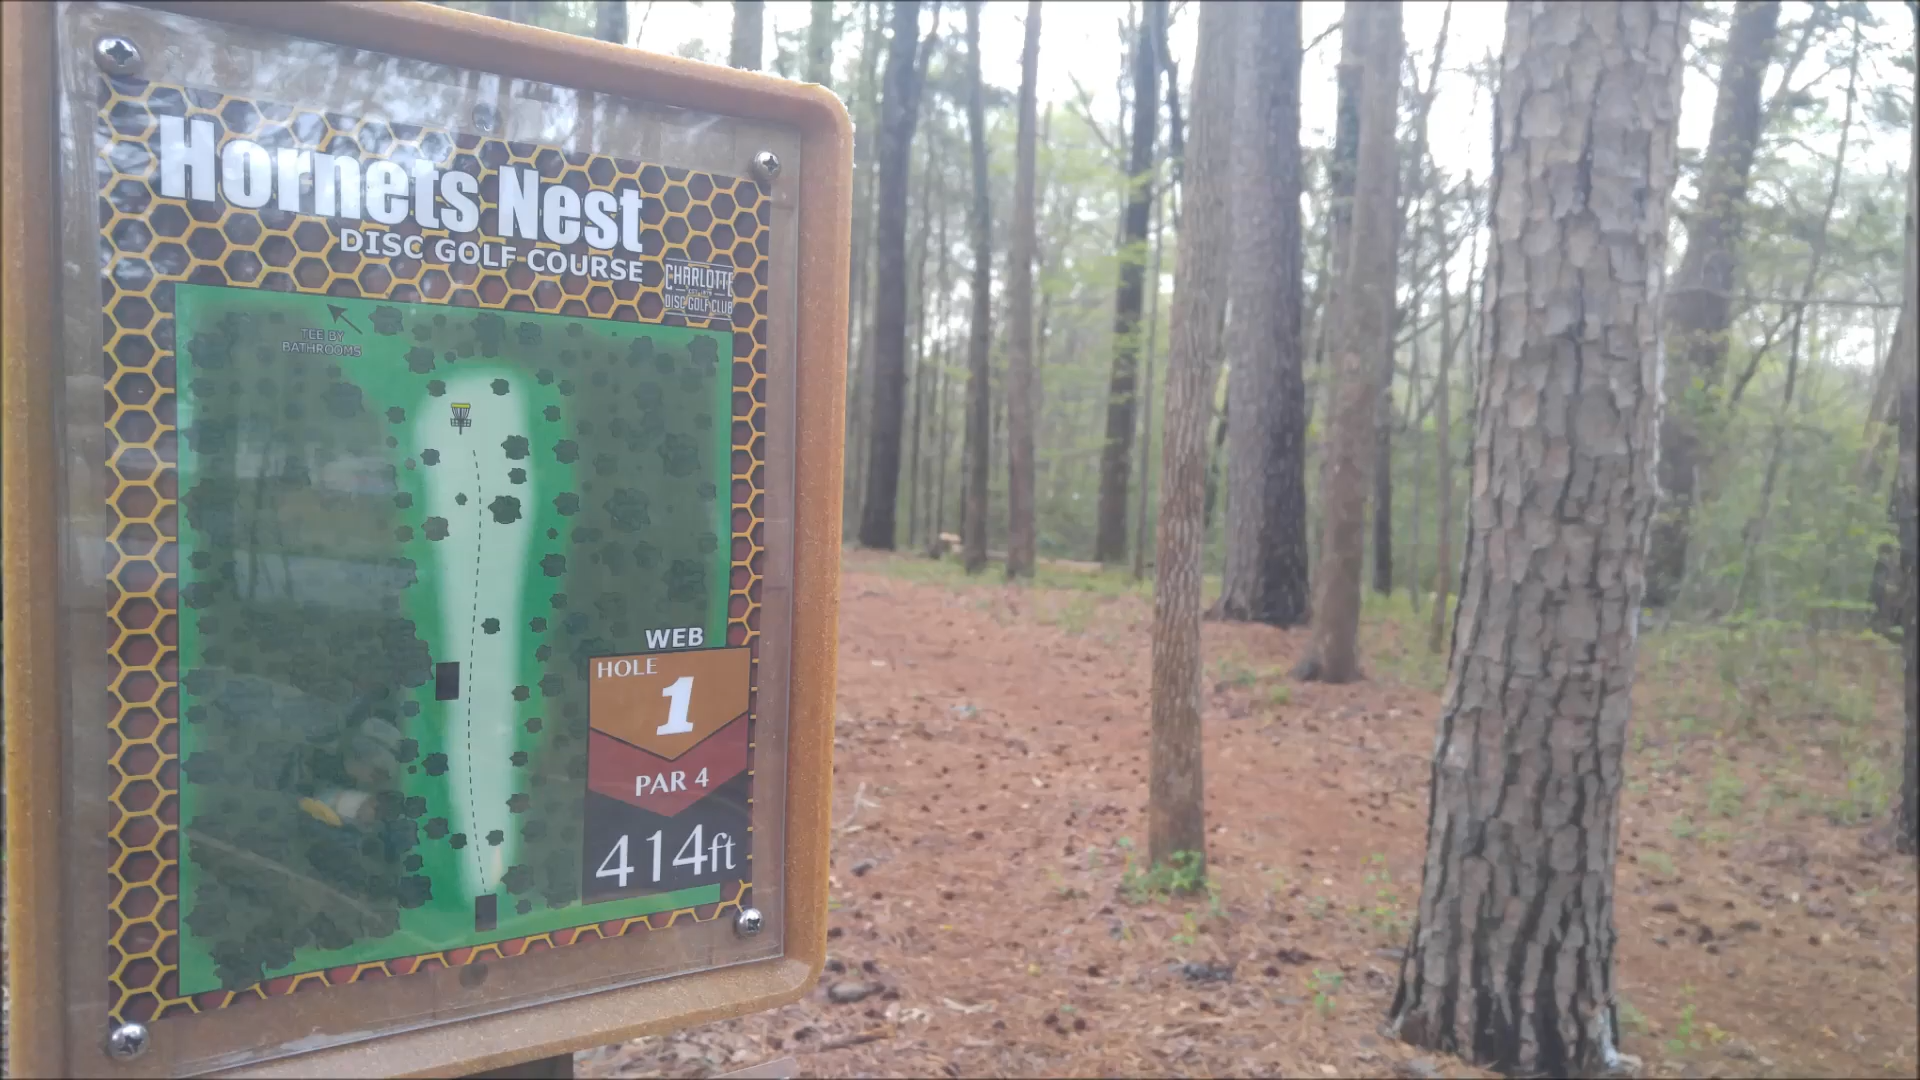 Hornets Nest
DISC GOLF COURSE
CHARLOTTE
DISC GOLF CLUB
TEE BY
BATHROOMS
WEB
HOLE
1
PAR 4
414ft